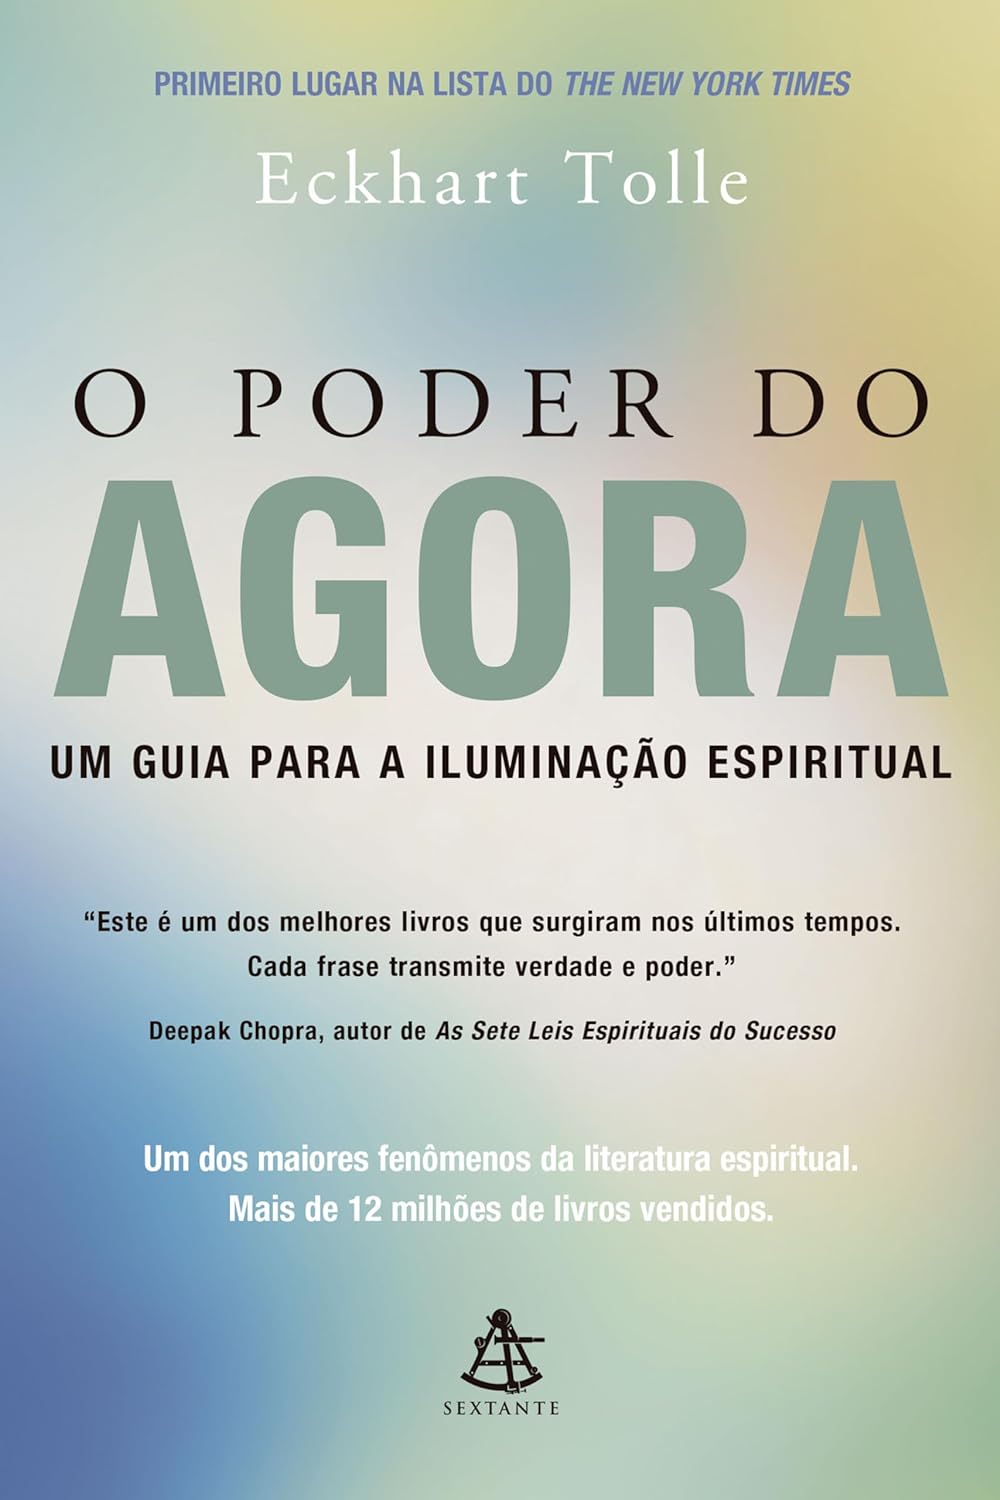 PRIMEIRO LUGAR NA LISTA DO THE NEW YORK TIMES
Eckhart Tolle
O PODER DO
AGORA
UM GUIA PARA A ILUMINAÇÃO ESPIRITUAL
“Este é um dos melhores livros que surgiram nos últimos tempos.
Cada frase transmite verdade e poder.”
Deepak Chopra, autor de As Sete Leis Espirituais do Sucesso
Um dos maiores fenômenos da literatura espiritual.
Mais de 12 milhões de livros vendidos.
SEXTANTE